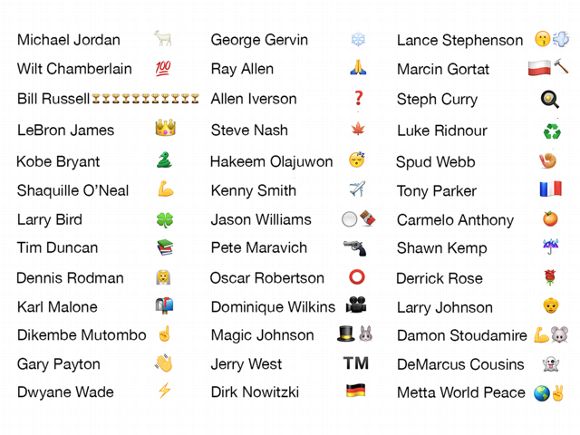 Michael Jordan 🐐 George Gervin ❄️ Lance Stephenson 😗💨
Wilt Chamberlain 💯 Ray Allen 🙏 Marcin Gortat 🇵🇱🔨
Bill Russell 🏆🏆🏆🏆🏆🏆🏆🏆🏆🏆🏆 Allen Iverson ❓ Steph Curry 🍳
LeBron James 👑 Steve Nash 🍁 Luke Ridnour ♻️
Kobe Bryant 🐍 Hakeem Olajuwon 😴 Spud Webb 🍤
Shaquille O’Neal 💪 Kenny Smith ✈️ Tony Parker 🇫🇷
Larry Bird 🍀 Jason Williams ⚪🍫 Carmelo Anthony 🍊
Tim Duncan 📚 Pete Maravich 🔫 Shawn Kemp ☔
Dennis Rodman 👰 Oscar Robertson ⭕ Derrick Rose 🌹
Karl Malone 📬 Dominique Wilkins 🎥 Larry Johnson 👵
Dikembe Mutombo ☝️ Magic Johnson 🎩🐰 Damon Stoudamire 💪🐭
Gary Payton 👋 Jerry West ™️ DeMarcus Cousins 👻
Dwyane Wade ⚡ Dirk Nowitzki 🇩🇪 Metta World Peace 🌎✌️